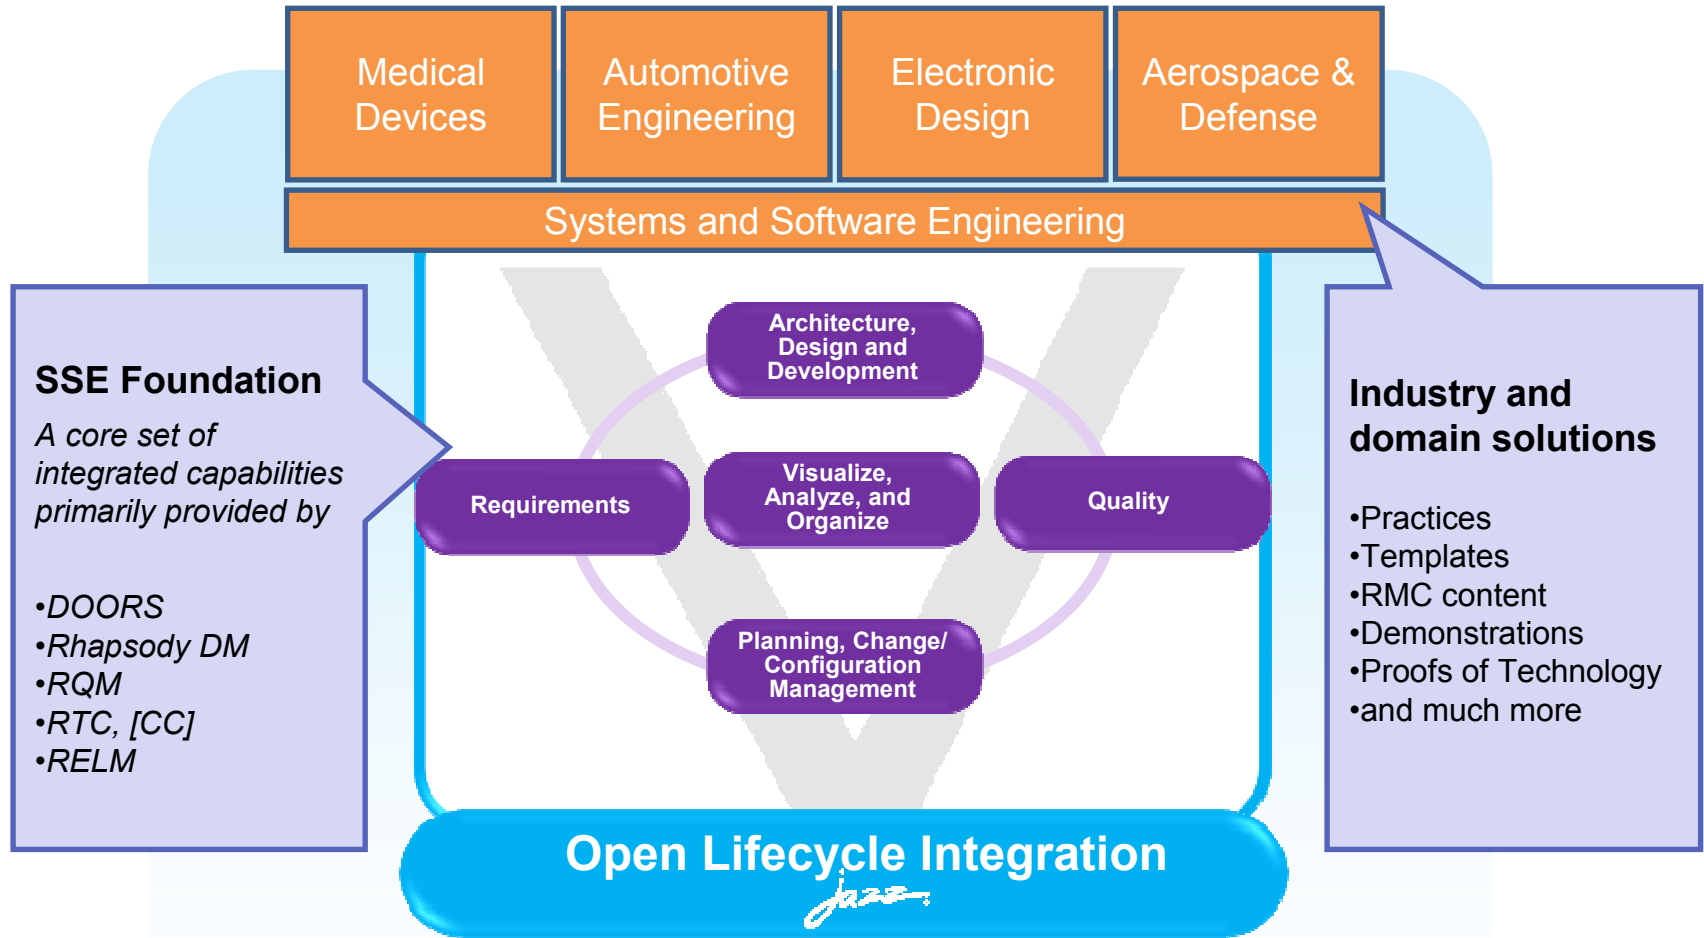 Medical
Devices
Automotive
Engineering
Electronic
Design
Aerospace &
Defense
Systems and Software Engineering
SSE Foundation
A core set of
integrated capabilities
primarily provided by
•DOORS
•Rhapsody DM
•RQM
•RTC, [CC]
•RELM
Architecture,
Design and
Development
Requirements
Visualize,
Analyze, and
Organize
Quality
Planning, Change/
Configuration
Management
Industry and
domain solutions
•Practices
•Templates
•RMC content
•Demonstrations
•Proofs of Technology
•and much more
Open Lifecycle Integration
jazz